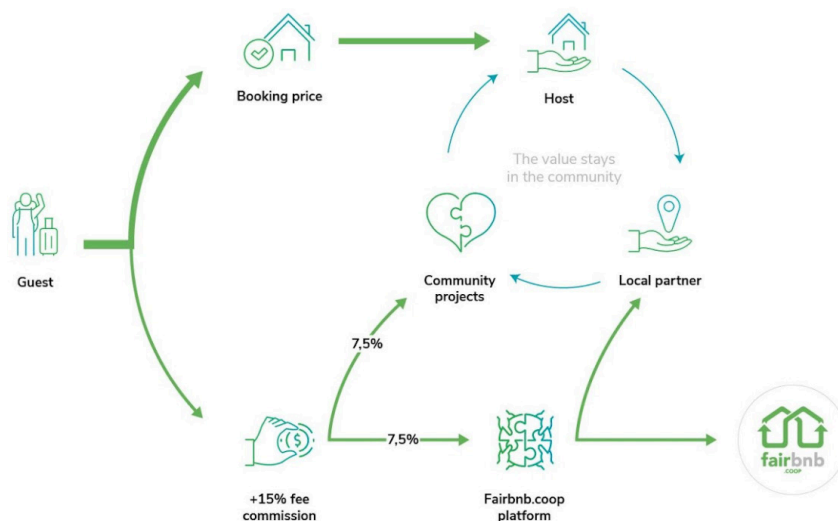 Booking price
Host
The value stays
in the community
Guest
Community
projects
Local partner
7,5%
7,5%
$
+15% fee
commission
Fairbnb.coop
platform
fairbnb
.COOP